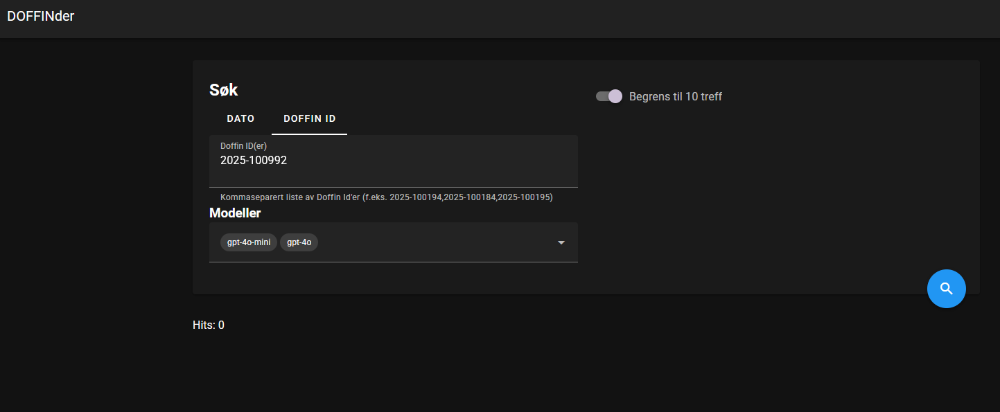 DOFFINder
Søk
Begrens til 10 treff
DATO DOFFIN ID
Doffin ID(er)
2025-100992
Kommaseparert liste av Doffin Id'er (f.eks. 2025-100194,2025-100184,2025-100195)
Modeller
gpt-4o-mini gpt-4o
Hits: 0